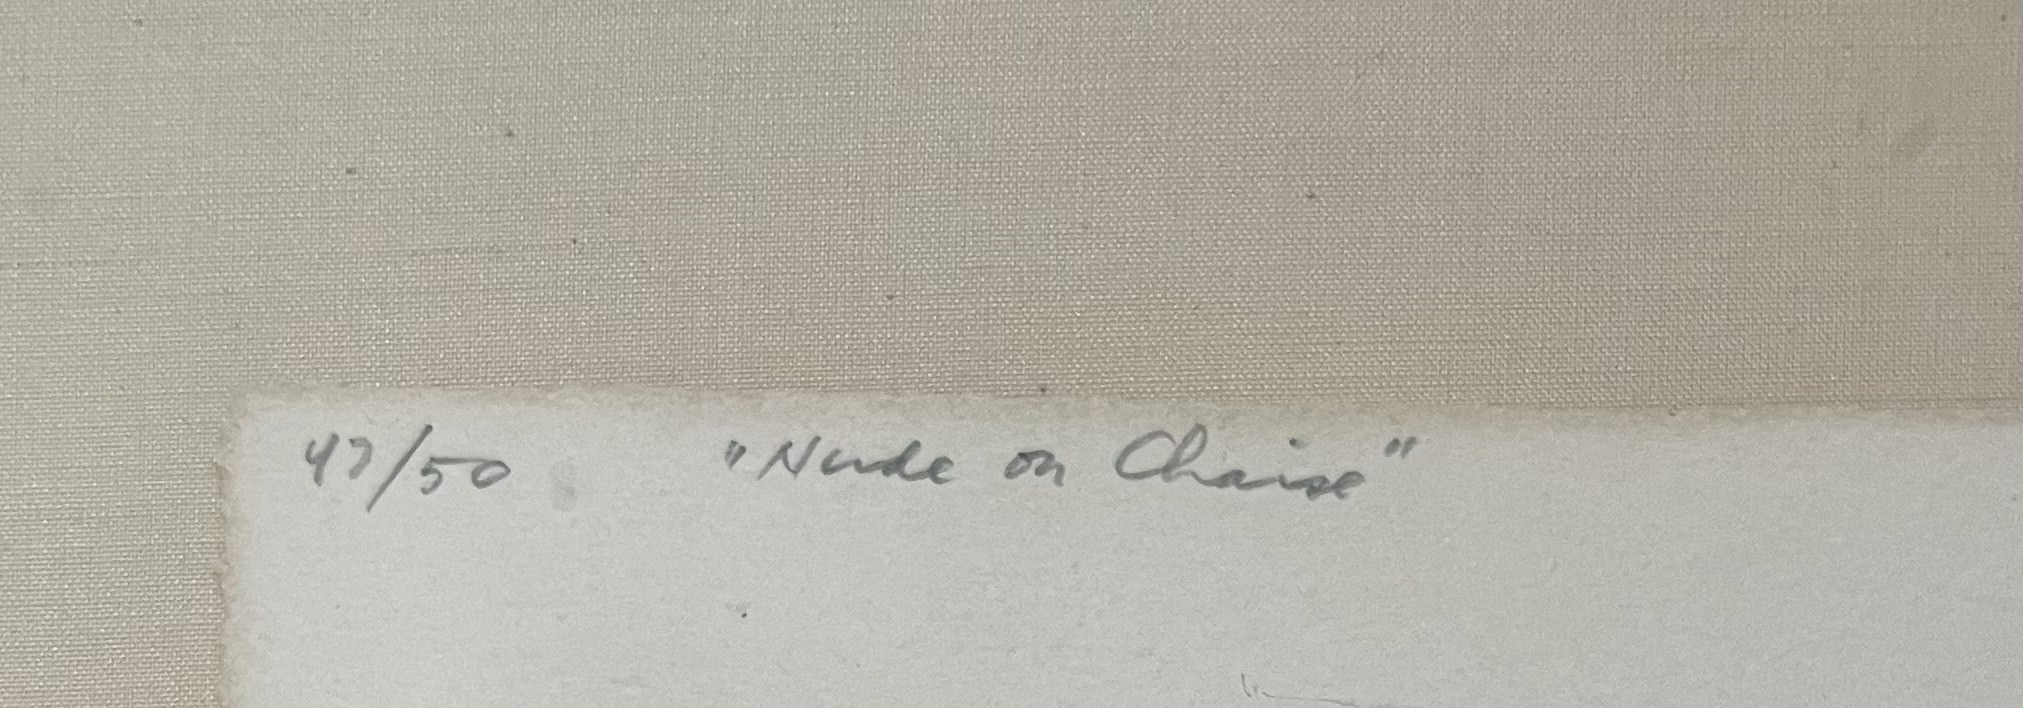 47/50 "Nude on Chaise"